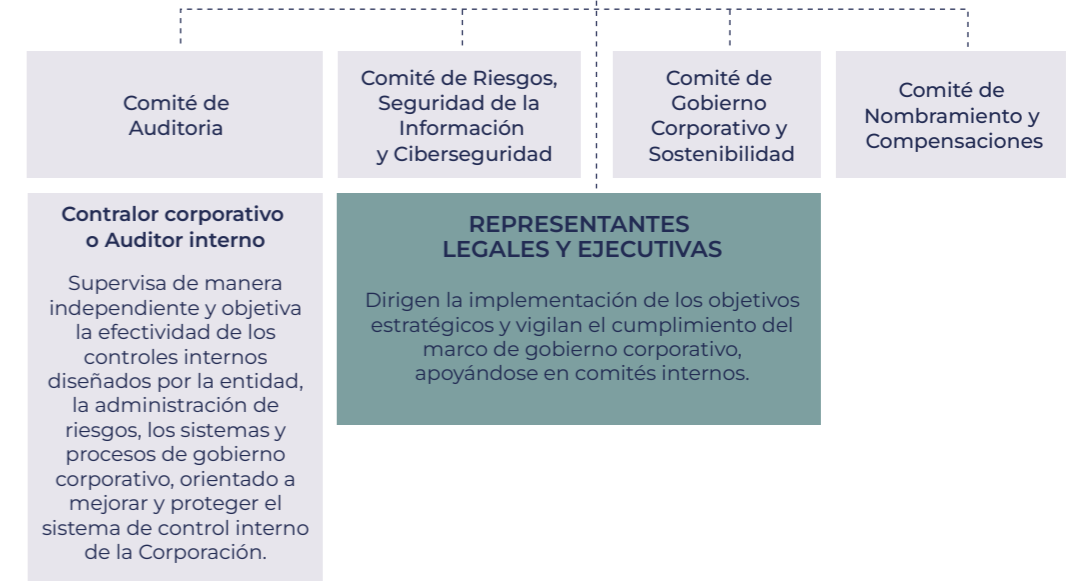 Comité de
Auditoria
Comité de Riesgos,
Seguridad de la
Información
y Ciberseguridad
Comité de
Gobierno
Corporativo y
Sostenibilidad
Comité de
Nombramiento y
Compensaciones
Contralor corporativo
o Auditor interno
Supervisa de manera
independiente y objetiva
la efectividad de los
controles internos
diseñados por la entidad,
la administración de
riesgos, los sistemas y
procesos de gobierno
corporativo, orientado a
mejorar y proteger el
sistema de control interno
de la Corporación.
REPRESENTANTES
LEGALES Y EJECUTIVAS
Dirigen la implementación de los objetivos
estratégicos y vigilan el cumplimiento del
marco de gobierno corporativo,
apoyándose en comités internos.